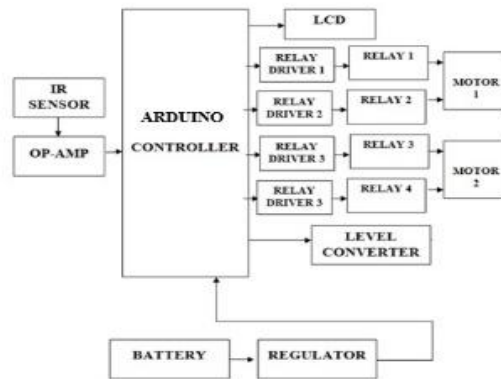 LCD
RELAY
DRIVER 1
RELAY 1
MOTOR
1
IR
SENSOR
RELAY
DRIVER 2
RELAY 2
ARDUINO
CONTROLLER
OP-AMP
RELAY
DRIVER 3
RELAY 3
MOTOR
2
RELAY
DRIVER 3
RELAY 4
LEVEL
CONVERTER
BATTERY
REGULATOR